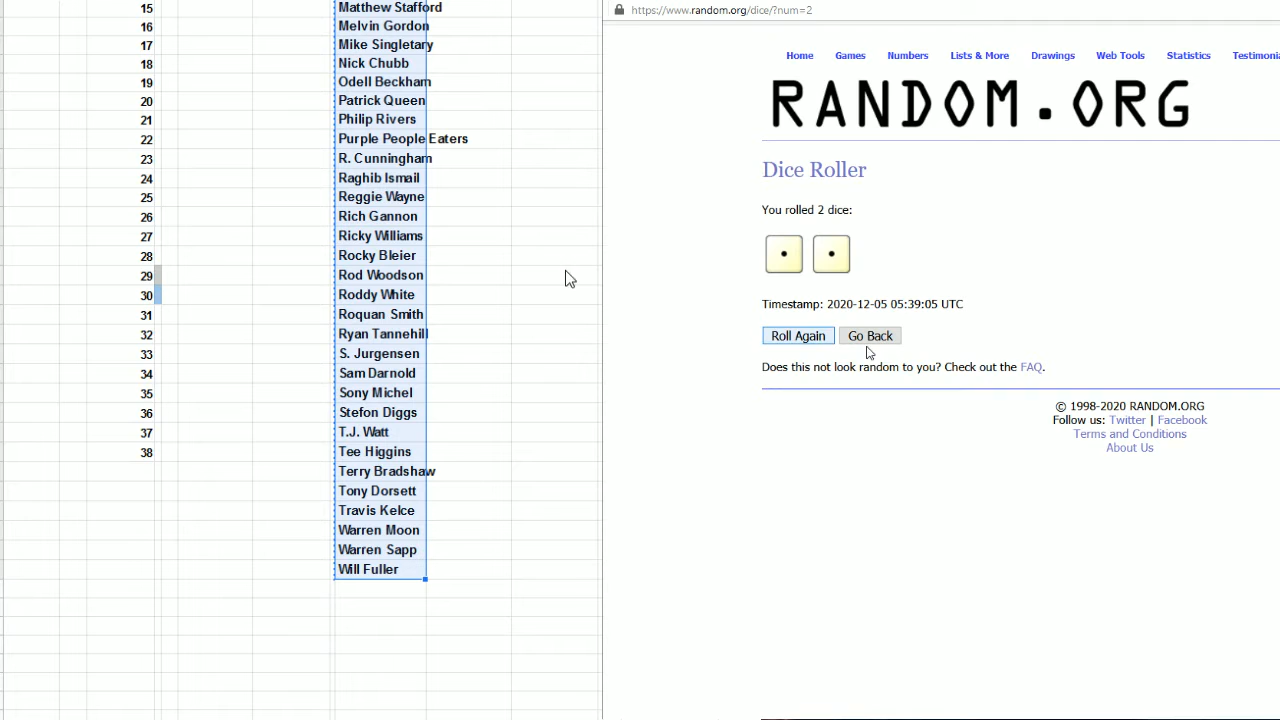 15 Matthew Stafford
16 Melvin Gordon
17 Mike Singletary
18 Nick Chubb
19 Odell Beckham
20 Patrick Queen
21 Philip Rivers
22 Purple People Eaters
23 R. Cunningham
24 Raghib Ismail
25 Reggie Wayne
26 Rich Gannon
27 Ricky Williams
28 Rocky Bleier
29 Rod Woodson
30 Roddy White
31 Roquan Smith
32 Ryan Tannehill
33 S. Jurgensen
34 Sam Darnold
35 Sony Michel
36 Stefon Diggs
37 T.J. Watt
38 Tee Higgins
Terry Bradshaw
Tony Dorsett
Travis Kelce
Warren Moon
Warren Sapp
Will Fuller
https://www.random.org/dice/?num=2
Home Games Numbers Lists & More Drawings Web Tools Statistics Testimonia
RANDOM.ORG
Dice Roller
You rolled 2 dice:
Timestamp: 2020-12-05 05:39:05 UTC
Roll Again Go Back
Does this not look random to you? Check out the FAQ.
© 1998-2020 RANDOM.ORG
Follow us: Twitter | Facebook
Terms and Conditions
About Us